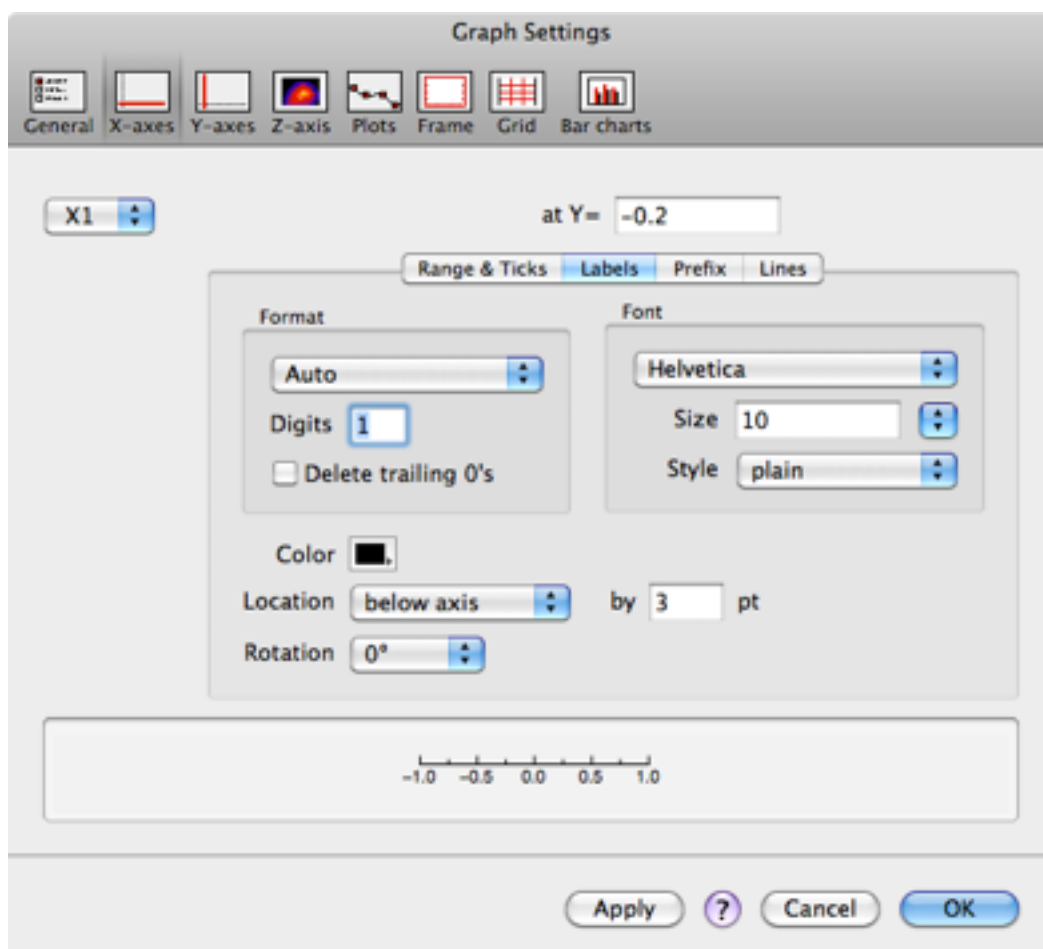 Graph Settings
General X-axes Y-axes Z-axis Plots Frame Grid Bar charts
X1 at Y= -0.2
Range & Ticks Labels Prefix Lines
Format Font
Auto Helvetica
Digits 1 Size 10
Delete trailing 0's Style plain
Color
Location below axis by 3 pt
Rotation 0°
-1.0 -0.5 0.0 0.5 1.0
Apply ? Cancel OK